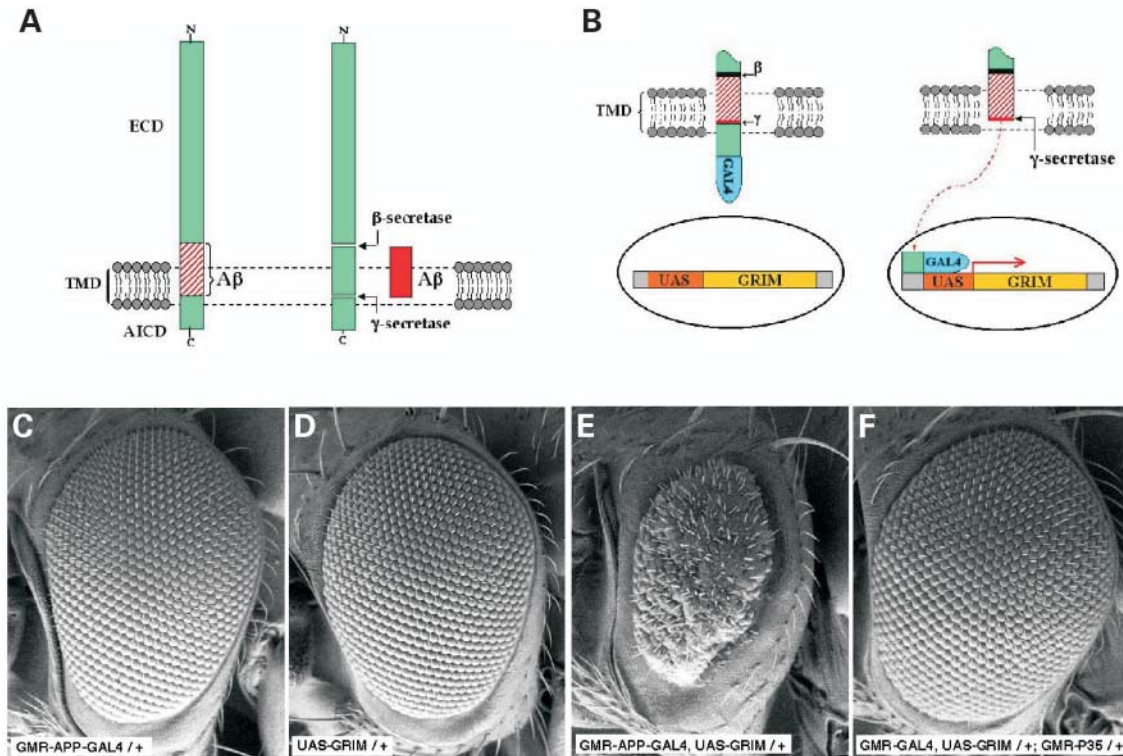 A
N
N
ECD
β-secretase
Aβ
Aβ
TMD
γ-secretase
AICD
C
C
B
β
TMD
γ
GAL4
γ-secretase
GAL4
UAS
GRIM
UAS
GRIM
C
GMR-APP-GAL4 / +
D
UAS-GRIM / +
E
GMR-APP-GAL4, UAS-GRIM / +
F
GMR-GAL4, UAS-GRIM / +; GMR-P35 / +